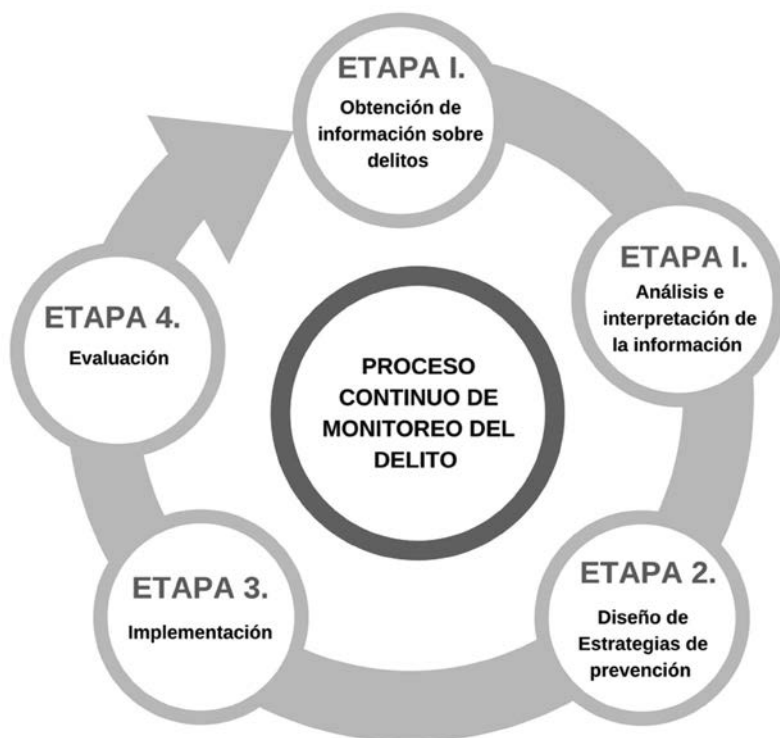 ETAPA I.
Obtención de
información sobre
delitos
ETAPA I.
Análisis e
interpretación de
la información
ETAPA 2.
Diseño de
Estrategias de
prevención
ETAPA 3.
Implementación
ETAPA 4.
Evaluación
PROCESO
CONTINUO DE
MONITOREO DEL
DELITO